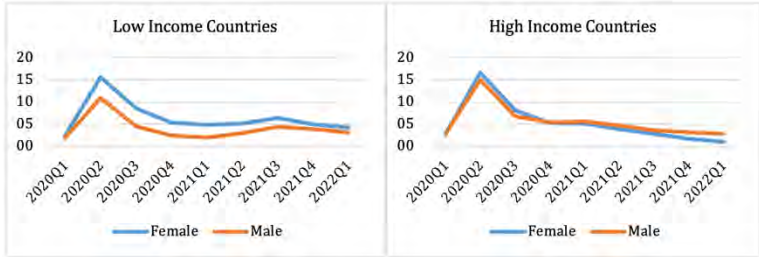 Low Income Countries
20
15
10
05
00
2020Q1
2020Q2
2020Q3
2020Q4
2021Q1
2021Q2
2021Q3
2021Q4
2022Q1
Female Male
High Income Countries
20
15
10
05
00
2020Q1
2020Q2
2020Q3
2020Q4
2021Q1
2021Q2
2021Q3
2021Q4
2022Q1
Female Male